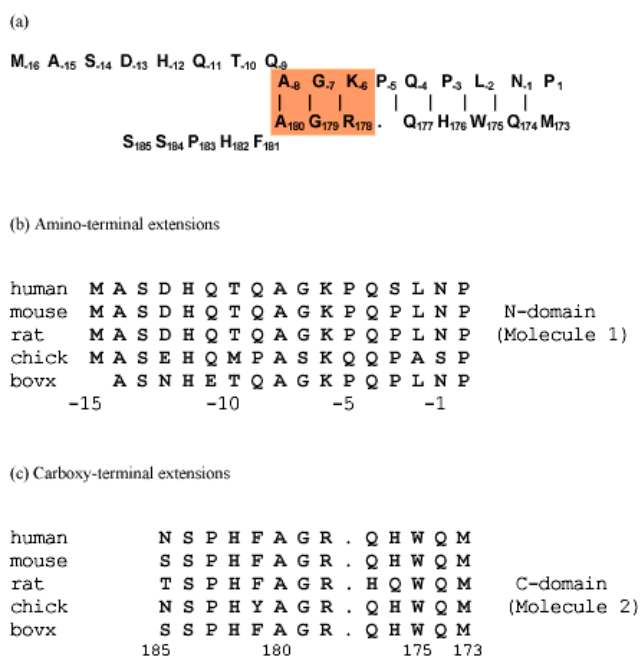 (a)
M-16 A-15 S-14 D-13 H-12 Q-11 T-10 Q-9
A-8 G-7 K-6 P-5 Q-4 P-3 L-2 N-1 P1
A180 G179 R178 . Q177 H176 W175 Q174 M173
S185 S184 P183 H182 F181
(b) Amino-terminal extensions
human M A S D H Q T Q A G K P Q S L N P
mouse M A S D H Q T Q A G K P Q P L N P N-domain
rat M A S D H Q T Q A G K P Q P L N P (Molecule 1)
chick M A S E H Q M P A S K Q Q P A S P
bovx A S N H E T Q A G K P Q P L N P
-15 -10 -5 -1
(c) Carboxy-terminal extensions
human N S P H F A G R . Q H W Q M
mouse S S P H F A G R . Q H W Q M
rat T S P H F A G R . H Q W Q M C-domain
chick N S P H Y A G R . Q H W Q M (Molecule 2)
bovx S S P H F A G R . Q H W Q M
185 180 175 173